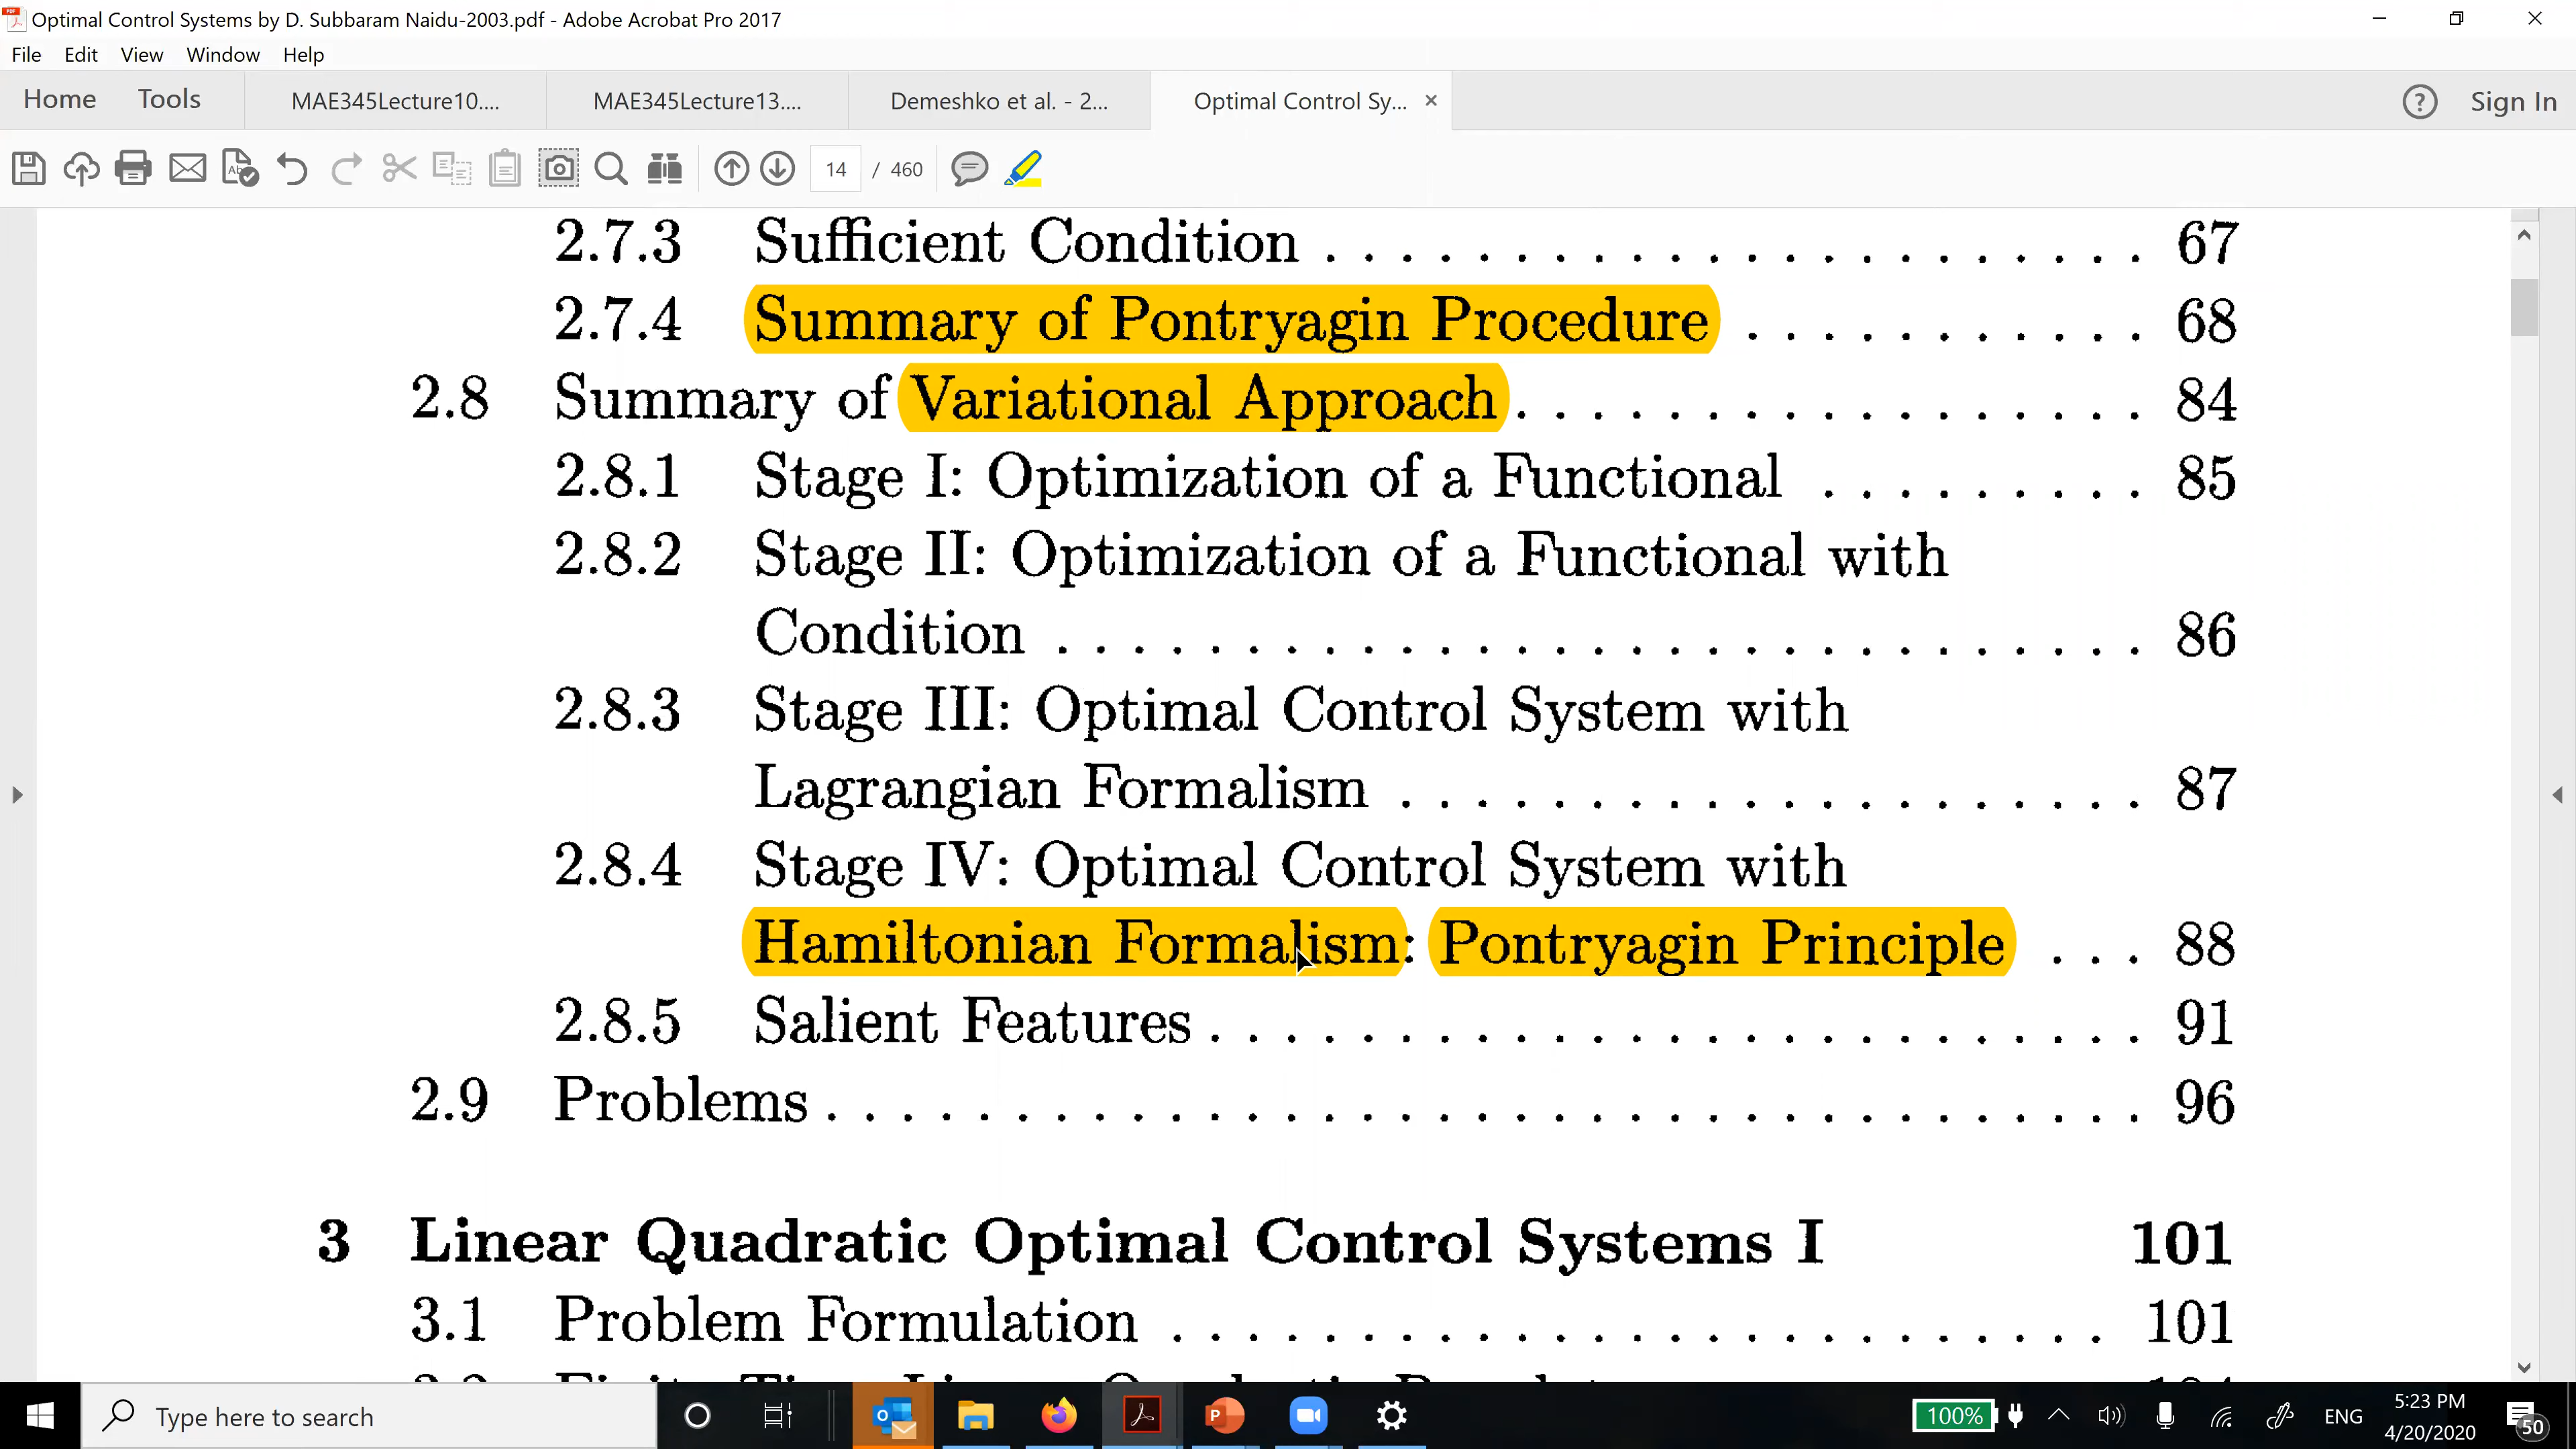 Optimal Control Systems by D. Subbaram Naidu-2003.pdf - Adobe Acrobat Pro 2017
File Edit View Window Help
Home Tools MAE345Lecture10.... MAE345Lecture13.... Demeshko et al. - 2... Optimal Control Sy... × ? Sign In
14 / 460
2.7.3 Sufficient Condition . . . . . . . . . . . . . . . . . . . . . . 67
2.7.4 Summary of Pontryagin Procedure . . . . . . . . . . . 68
2.8 Summary of Variational Approach . . . . . . . . . . . . . . . . . 84
2.8.1 Stage I: Optimization of a Functional . . . . . . . . . 85
2.8.2 Stage II: Optimization of a Functional with
Condition . . . . . . . . . . . . . . . . . . . . . . . . . . . . . 86
2.8.3 Stage III: Optimal Control System with
Lagrangian Formalism . . . . . . . . . . . . . . . . . . . . 87
2.8.4 Stage IV: Optimal Control System with
Hamiltonian Formalism: Pontryagin Principle . . . 88
2.8.5 Salient Features . . . . . . . . . . . . . . . . . . . . . . . . . 91
2.9 Problems . . . . . . . . . . . . . . . . . . . . . . . . . . . . . . . . . . . 96
3 Linear Quadratic Optimal Control Systems I 101
3.1 Problem Formulation . . . . . . . . . . . . . . . . . . . . . . . . . 101
Type here to search 100% ENG 5:23 PM
4/20/2020 50